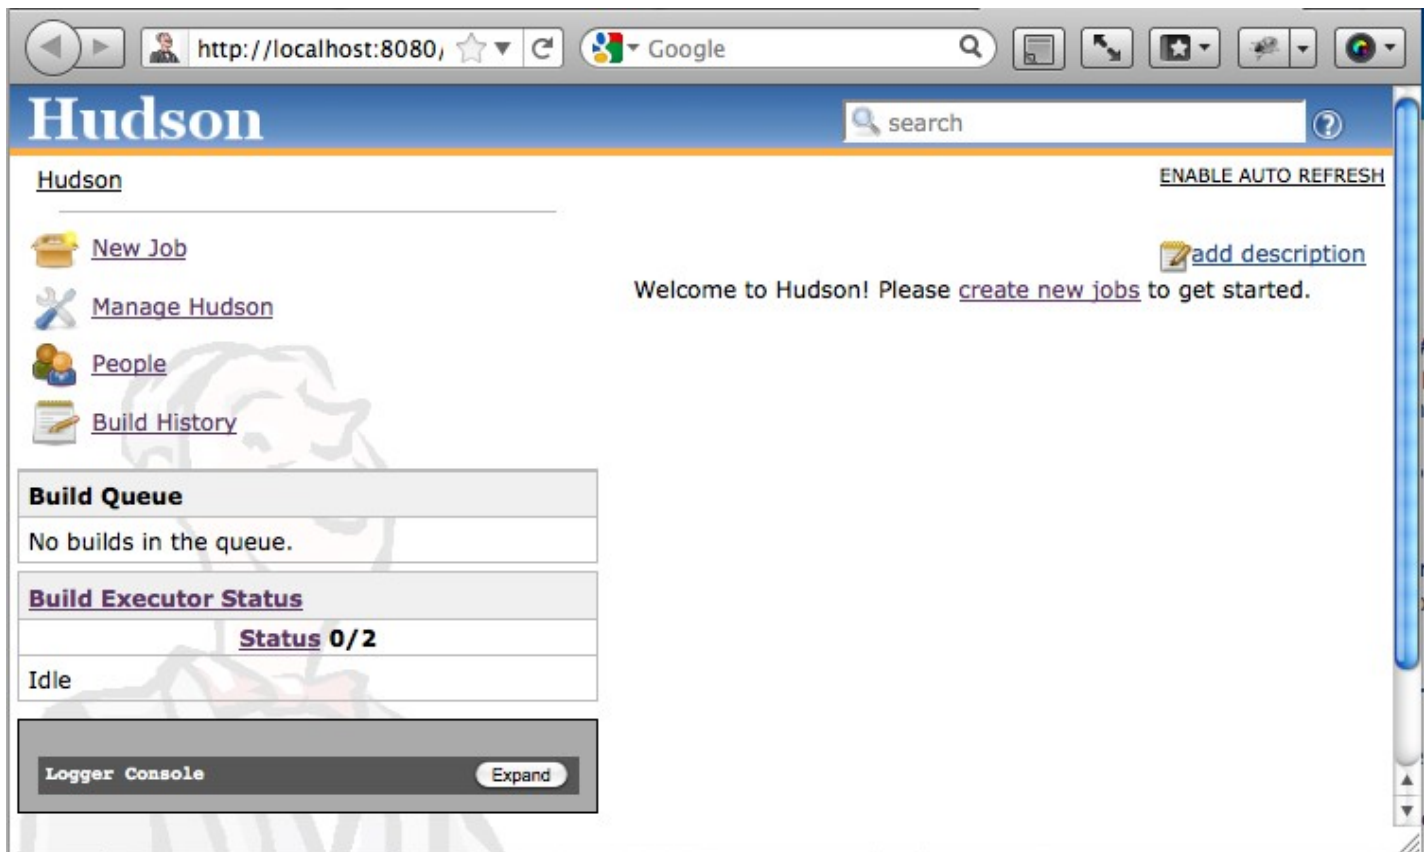 http://localhost:8080/
Google
Hudson
search
Hudson
ENABLE AUTO REFRESH
New Job
add description
Welcome to Hudson! Please create new jobs to get started.
Manage Hudson
People
Build History
Build Queue
No builds in the queue.
Build Executor Status
Status 0/2
Idle
Logger Console
Expand